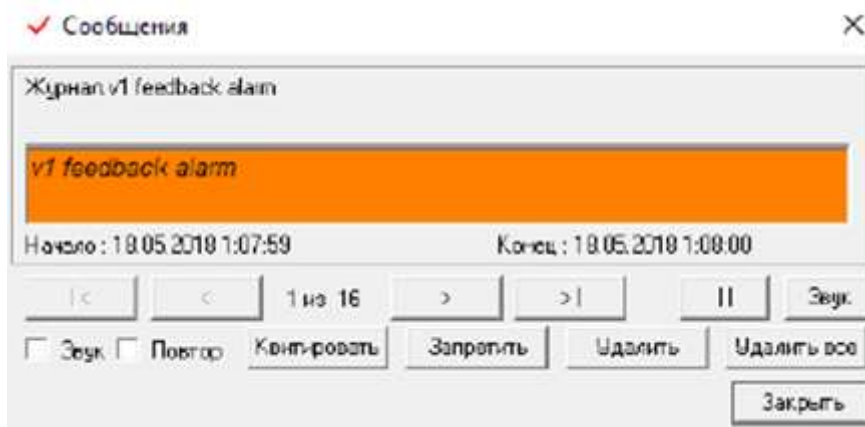 Сообщения
Журнал v1 feedback alarm
v1 feedback alarm
Начало : 18.05.2018 1:07:59 Конец : 18.05.2018 1:08:00
|< < 1 из 16 > >| || Звук
Звук Повтор Квитировать Запретить Удалить Удалить все
Закрыть